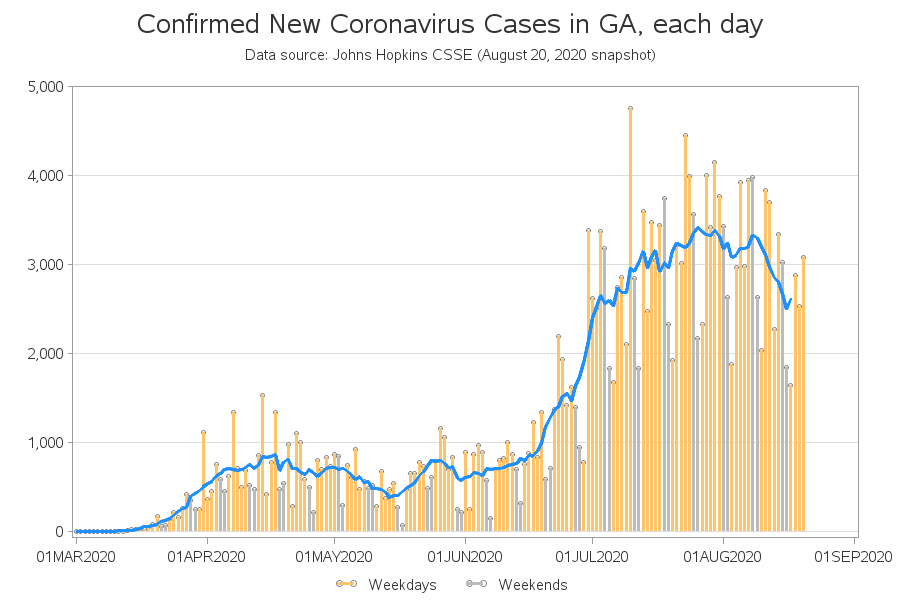 Confirmed New Coronavirus Cases in GA, each day
Data source: Johns Hopkins CSSE (August 20, 2020 snapshot)
5,000
4,000
3,000
2,000
1,000
0
01MAR2020 01APR2020 01MAY2020 01JUN2020 01JUL2020 01AUG2020 01SEP2020
Weekdays Weekends